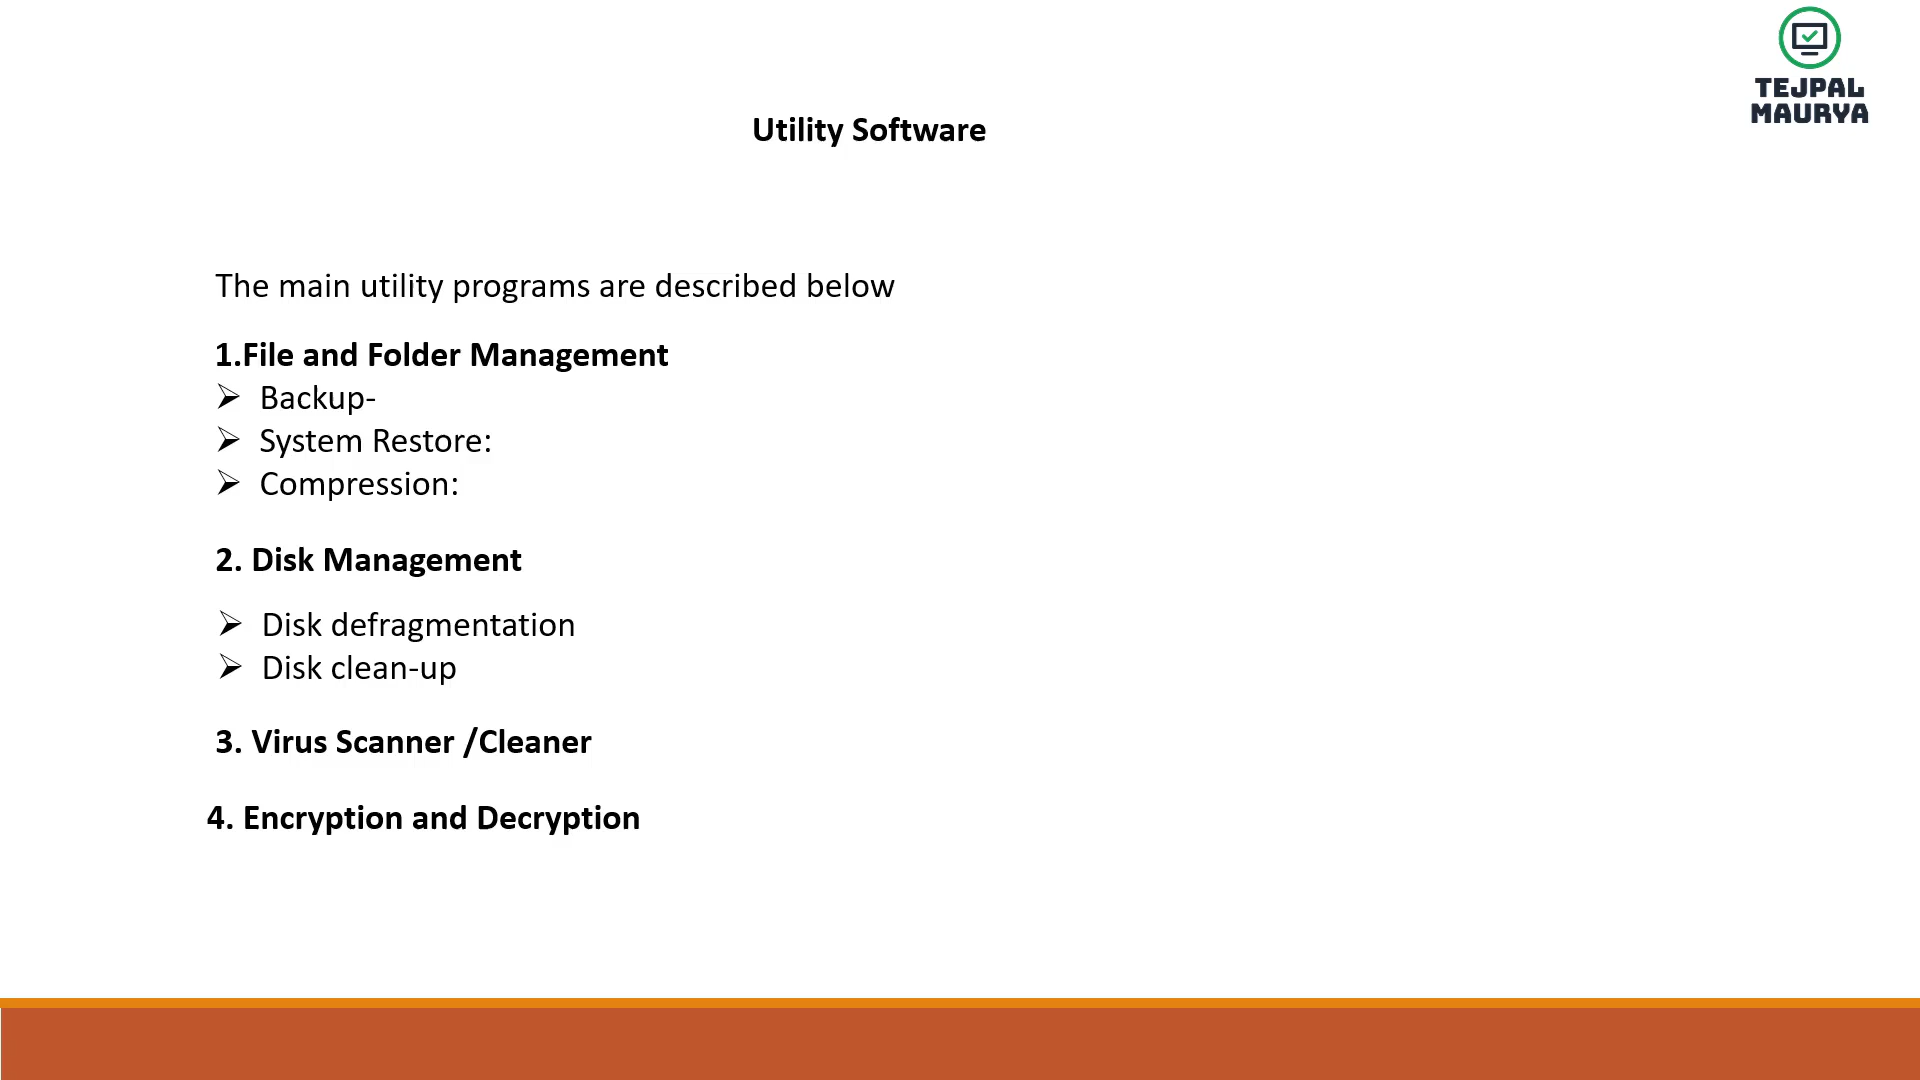 TEJPAL
MAURYA
Utility Software
The main utility programs are described below
1.File and Folder Management
➢ Backup-
➢ System Restore:
➢ Compression:
2. Disk Management
➢ Disk defragmentation
➢ Disk clean-up
3. Virus Scanner /Cleaner
4. Encryption and Decryption